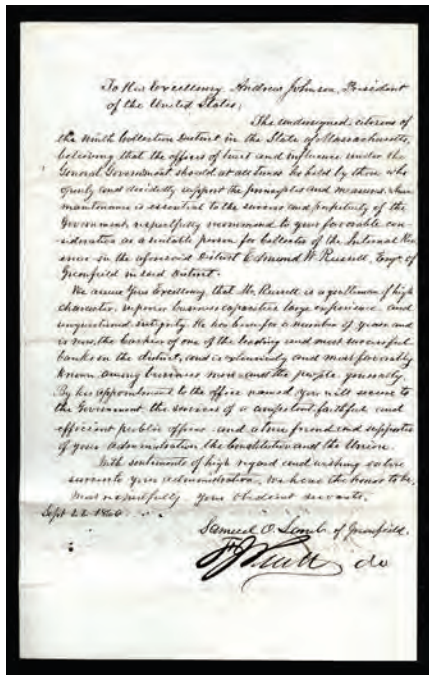 To His Excellency Andrew Johnson, President
of the United States,
The undersigned citizens of
the Ninth Collection District in the State of Massachusetts,
believing that the offices of trust and influence under the
General Government should at all times be held by those who
openly and decidedly support the principles and measures, whose
maintenance is essential to the success and perpetuity of the
Government, respectfully recommend to your favorable con-
sideration as a suitable person for Collector of the Internal Rev
enue in the aforesaid District Edmund W. Russell, Esqr. of
Greenfield in said District.
We assure Your Excellency, that Mr. Russell is a gentleman of high
character, superior business capacities large experience and
unquestioned integrity. He has been for a number of years and
is now, the cashier of one of the leading and most successful
banks in the district, and is extensively and most favorably
known among business men and the people generally.
By his appointment to the office named you will secure to
the Government the services of a competent, faithful and
efficient public officer and a true friend and supporter
of your administration the Constitution and the Union.
With sentiments of high regard and wishing
success to your administration, we have the honor to be,
most respectfully your obedient servants,
Sept 22 1866
Samuel O. Lamb of Greenfield.
do